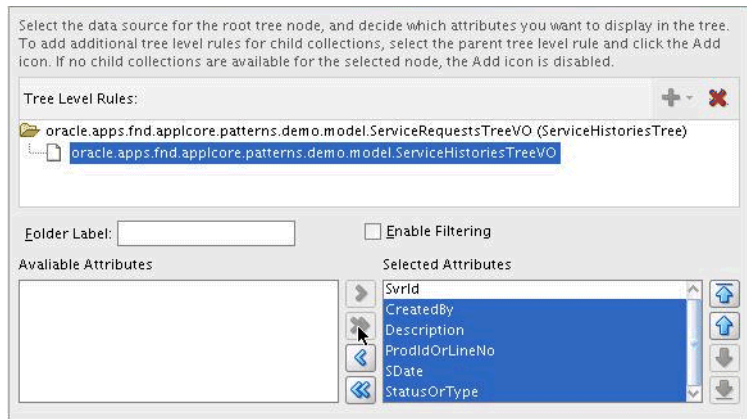 Select the data source for the root tree node, and decide which attributes you want to display in the tree.
To add additional tree level rules for child collections, select the parent tree level rule and click the Add
icon. If no child collections are available for the selected node, the Add icon is disabled.
Tree Level Rules:
oracle.apps.fnd.applcore.patterns.demo.model.ServiceRequestsTreeVO (ServiceHistoriesTree)
oracle.apps.fnd.applcore.patterns.demo.model.ServiceHistoriesTreeVO
Folder Label:
Enable Filtering
Avaliable Attributes
Selected Attributes
SvrId
CreatedBy
Description
ProdIdOrLineNo
SDate
StatusOrType